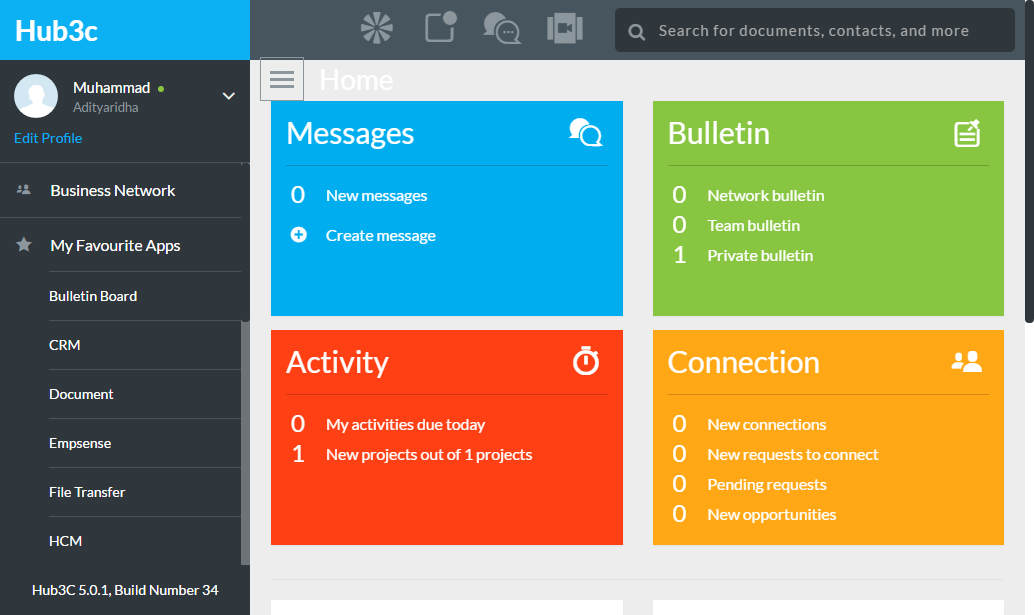 Hub3c
Search for documents, contacts, and more
Muhammad
Adityaridha
Edit Profile
Business Network
My Favourite Apps
Bulletin Board
CRM
Document
Empsense
File Transfer
HCM
Hub3C 5.0.1, Build Number 34
Home
Messages
0 New messages
Create message
Bulletin
0 Network bulletin
0 Team bulletin
1 Private bulletin
Activity
0 My activities due today
1 New projects out of 1 projects
Connection
0 New connections
0 New requests to connect
0 Pending requests
0 New opportunities